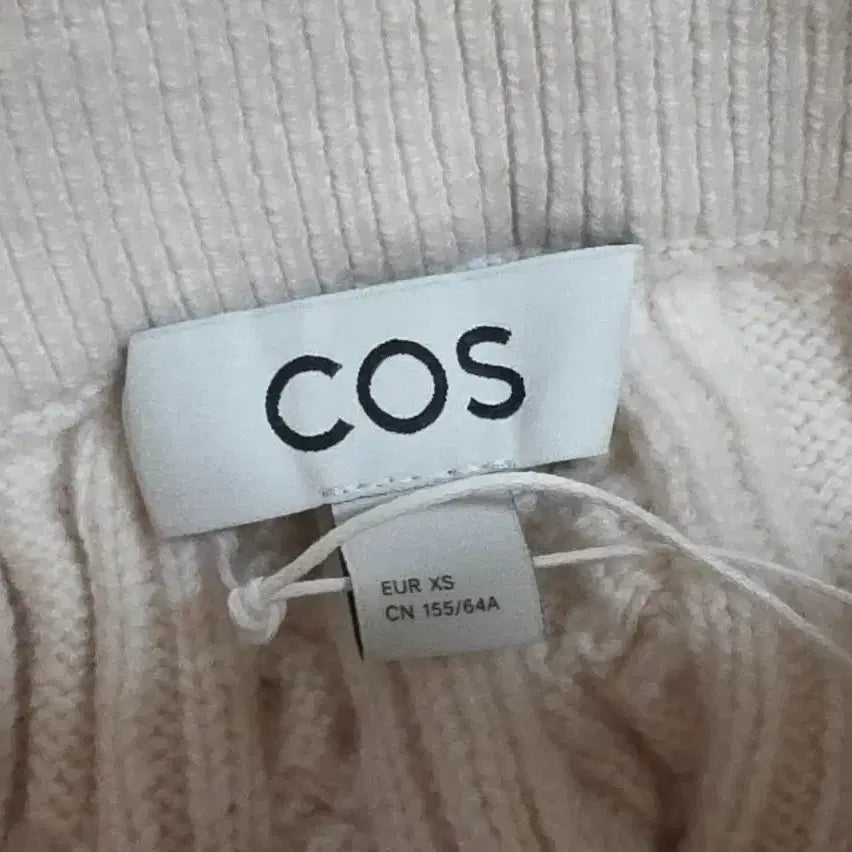 COS
EUR XS
CN 155/64A